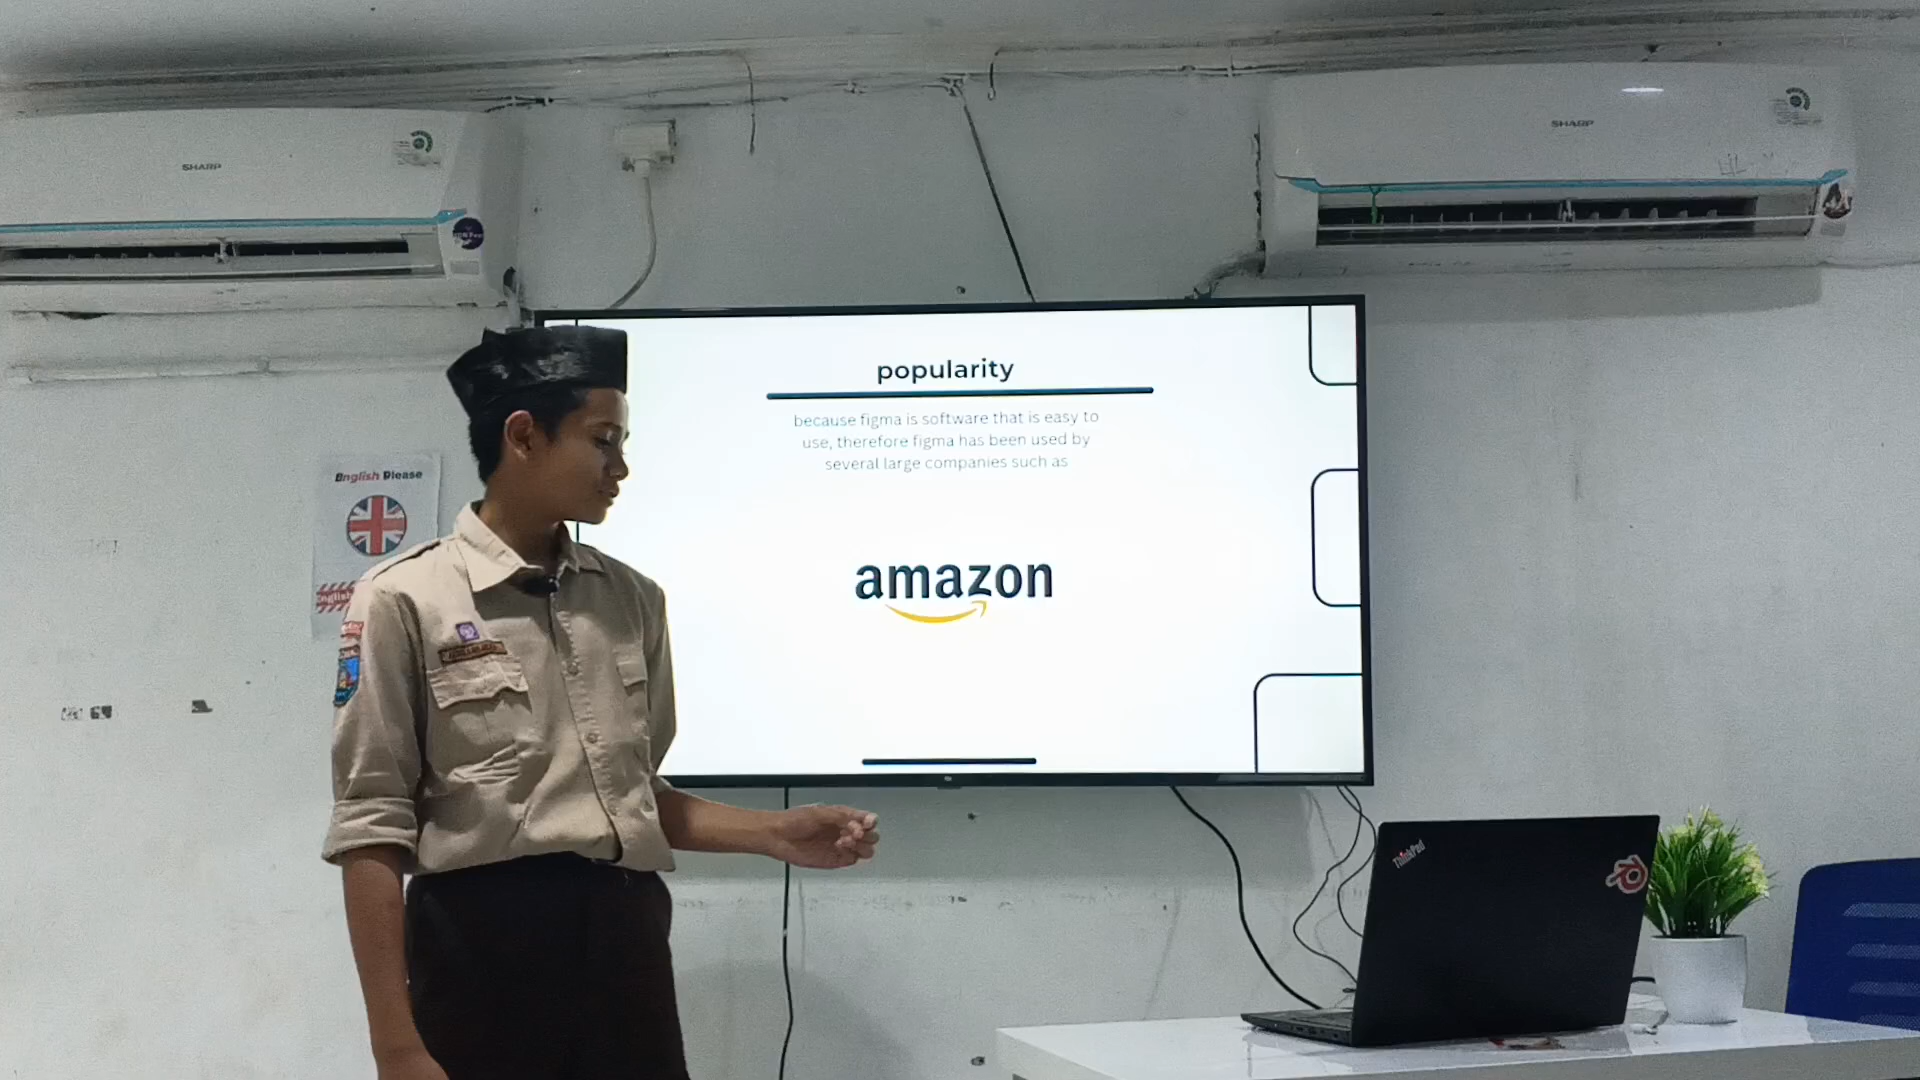 SHARP
SHARP
popularity
because figma is software that is easy to
use, therefore figma has been used by
several large companies such as
amazon
English Please
English
ThinkPad